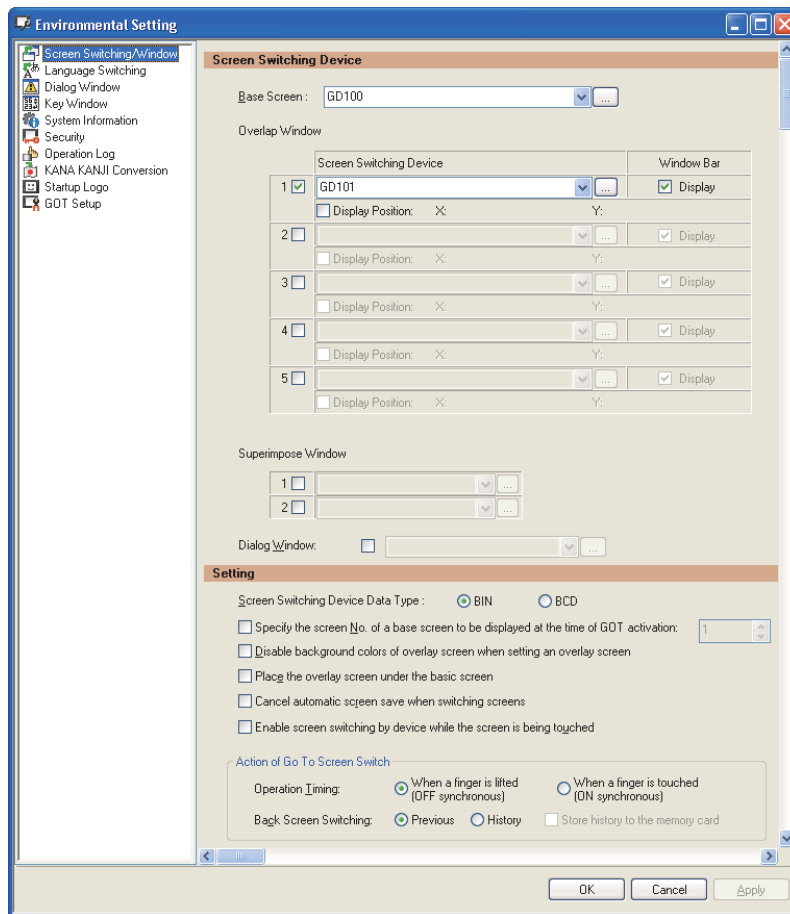 Environmental Setting
Screen Switching/Window
Language Switching
Dialog Window
Key Window
System Information
Security
Operation Log
KANA KANJI Conversion
Startup Logo
GOT Setup
Screen Switching Device
Base Screen : GD100 ...
Overlap Window
Screen Switching Device Window Bar
1 GD101 ... Display
Display Position: X: Y:
2 ... Display
Display Position: X: Y:
3 ... Display
Display Position: X: Y:
4 ... Display
Display Position: X: Y:
5 ... Display
Display Position: X: Y:
Superimpose Window
1 ...
2 ...
Dialog Window: ...
Setting
Screen Switching Device Data Type : BIN BCD
Specify the screen No. of a base screen to be displayed at the time of GOT activation: 1
Disable background colors of overlay screen when setting an overlay screen
Place the overlay screen under the basic screen
Cancel automatic screen save when switching screens
Enable screen switching by device while the screen is being touched
Action of Go To Screen Switch
Operation Timing: When a finger is lifted (OFF synchronous) When a finger is touched (ON synchronous)
Back Screen Switching: Previous History Store history to the memory card
OK Cancel Apply